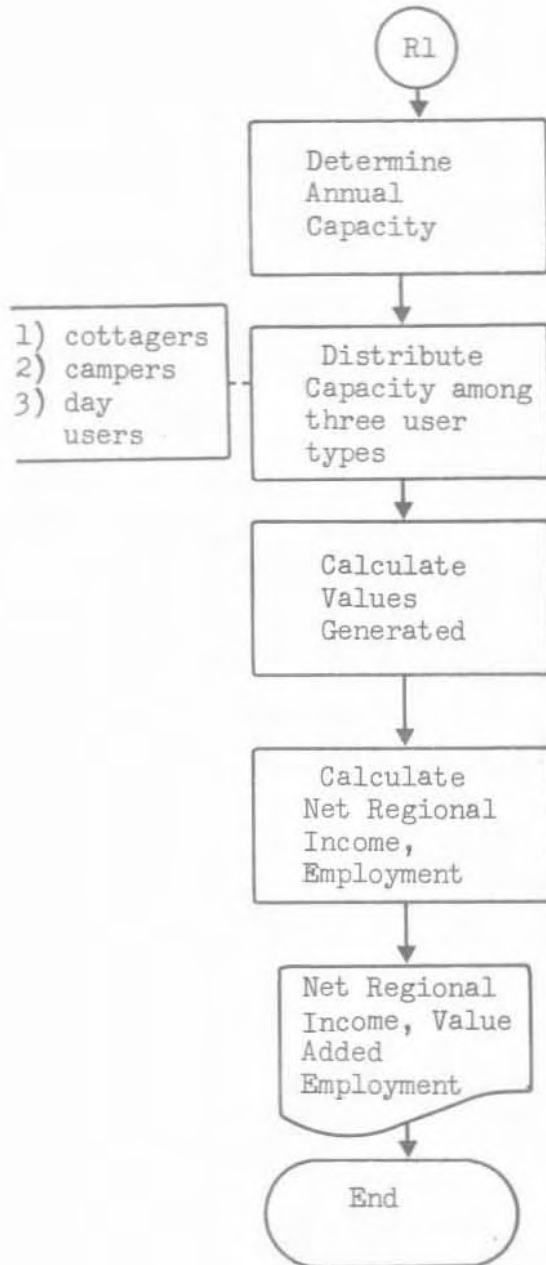 R1
Determine
Annual
Capacity
1) cottagers
2) campers
3) day
users
Distribute
Capacity among
three user
types
Calculate
Values
Generated
Calculate
Net Regional
Income,
Employment
Net Regional
Income, Value
Added
Employment
End